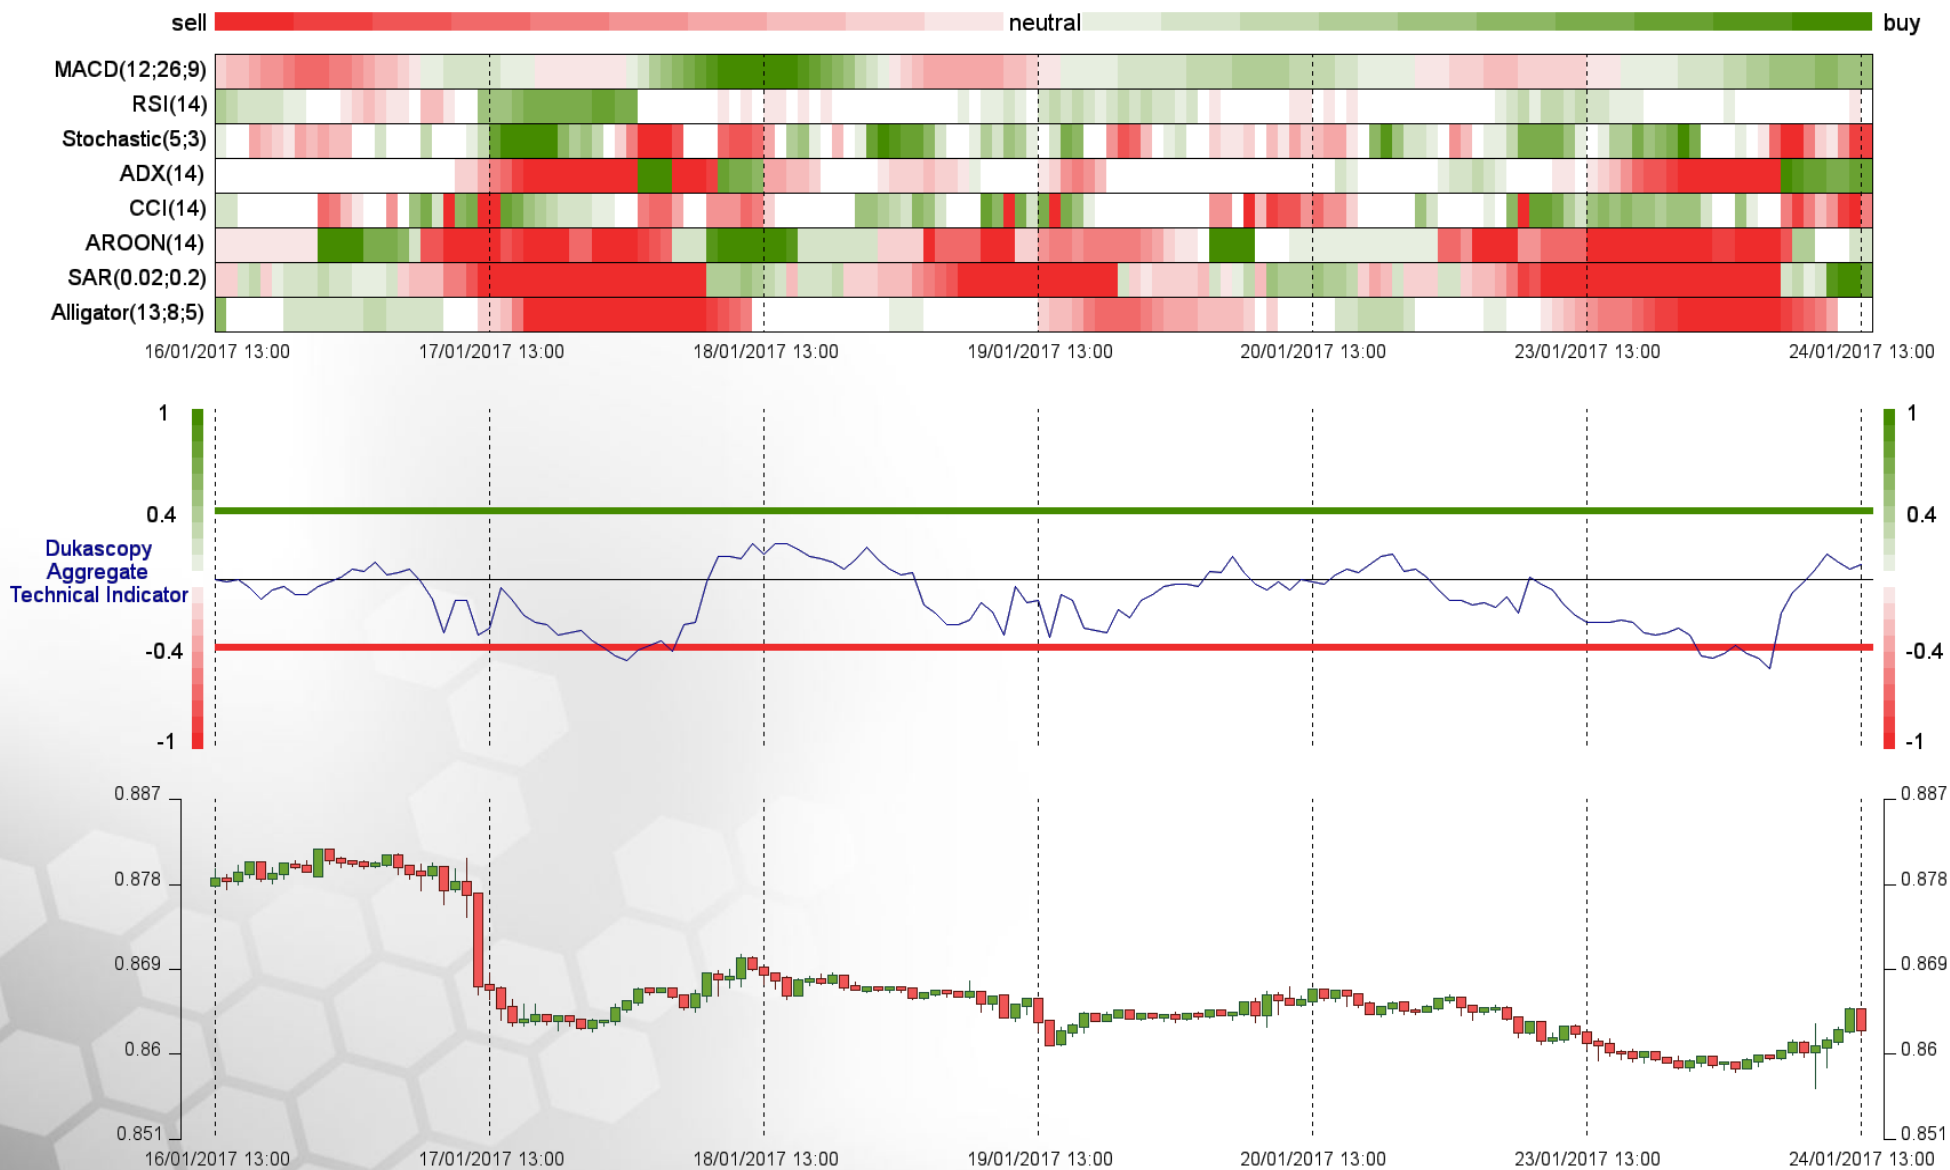 sell neutral buy
MACD(12;26;9)
RSI(14)
Stochastic(5;3)
ADX(14)
CCI(14)
AROON(14)
SAR(0.02;0.2)
Alligator(13;8;5)
16/01/2017 13:00 17/01/2017 13:00 18/01/2017 13:00 19/01/2017 13:00 20/01/2017 13:00 23/01/2017 13:00 24/01/2017 13:00
1 1
0.4 0.4
Dukascopy
Aggregate
Technical Indicator
-0.4 -0.4
-1 -1
0.887 0.887
0.878 0.878
0.869 0.869
0.86 0.86
0.851 0.851
16/01/2017 13:00 17/01/2017 13:00 18/01/2017 13:00 19/01/2017 13:00 20/01/2017 13:00 23/01/2017 13:00 24/01/2017 13:00